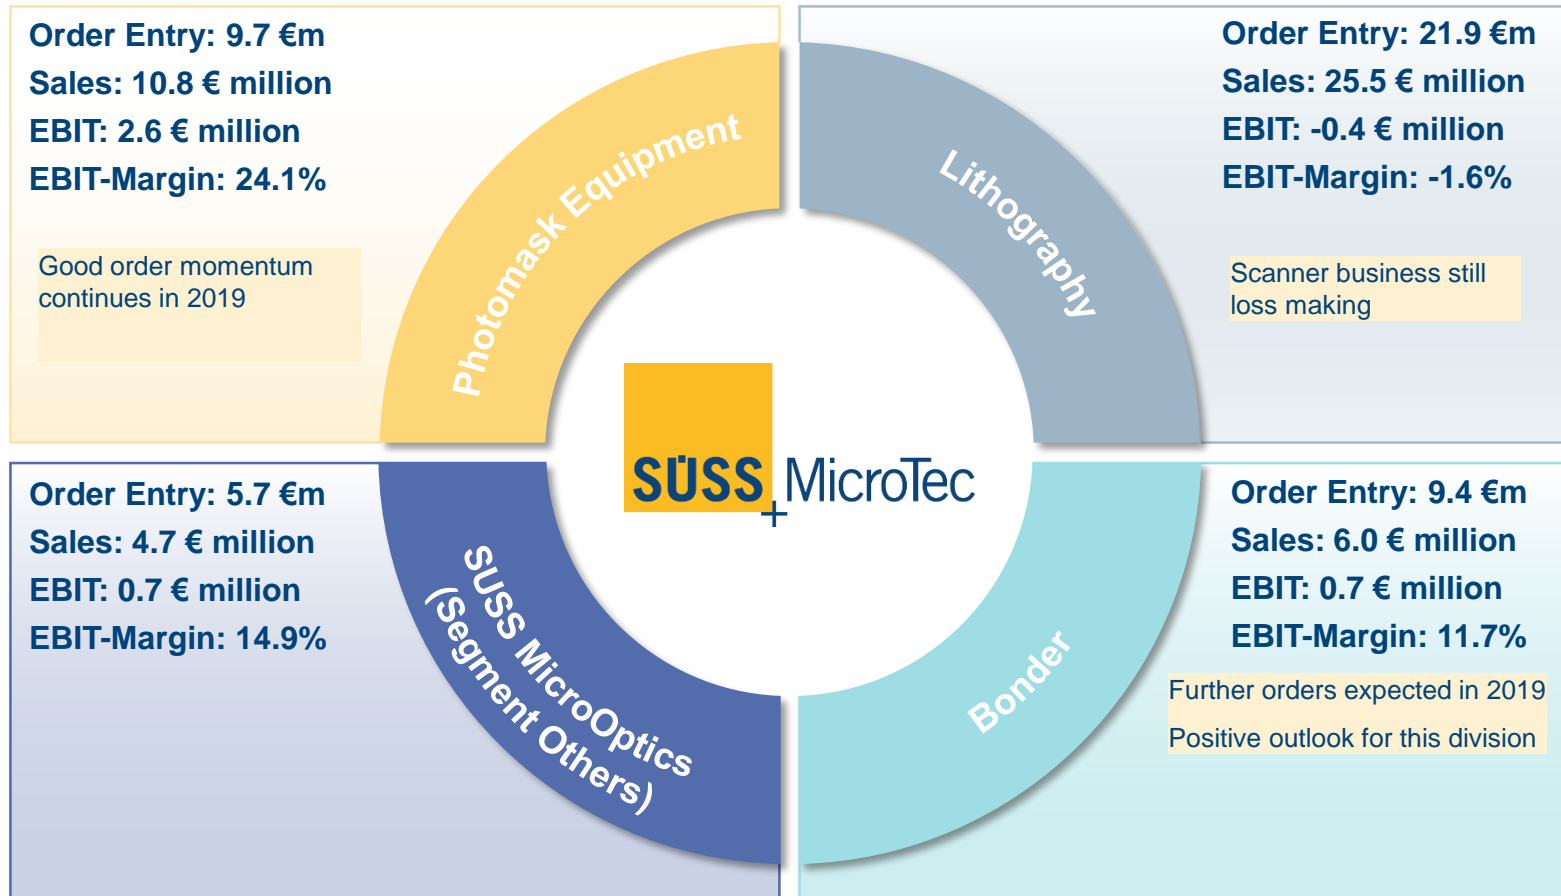 Order Entry: 9.7 €m
Sales: 10.8 € million
EBIT: 2.6 € million
EBIT-Margin: 24.1%
Good order momentum
continues in 2019
Photomask Equipment
Order Entry: 21.9 €m
Sales: 25.5 € million
EBIT: -0.4 € million
EBIT-Margin: -1.6%
Scanner business still
loss making
Lithography
SÜSS MicroTec
+
Order Entry: 5.7 €m
Sales: 4.7 € million
EBIT: 0.7 € million
EBIT-Margin: 14.9%
SUSS MicroOptics
(Segment Others)
Order Entry: 9.4 €m
Sales: 6.0 € million
EBIT: 0.7 € million
EBIT-Margin: 11.7%
Further orders expected in 2019
Positive outlook for this division
Bonder